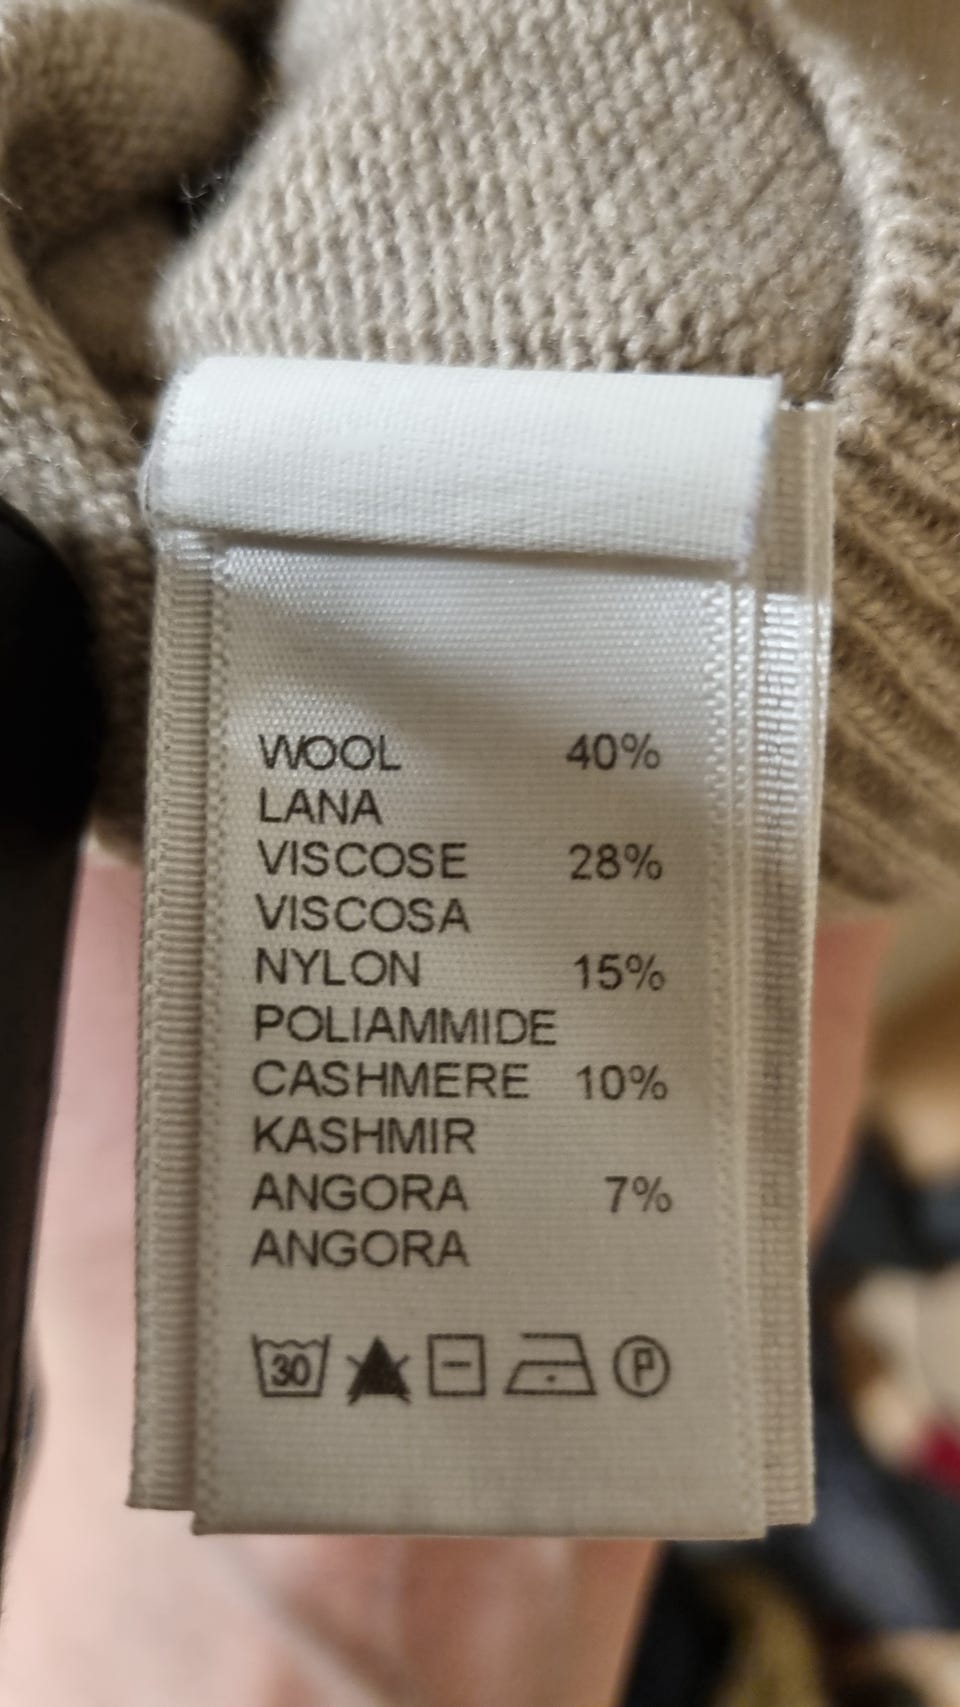 WOOL 40%
LANA
VISCOSE 28%
VISCOSA
NYLON 15%
POLIAMMIDE
CASHMERE 10%
KASHMIR
ANGORA 7%
ANGORA
30 P